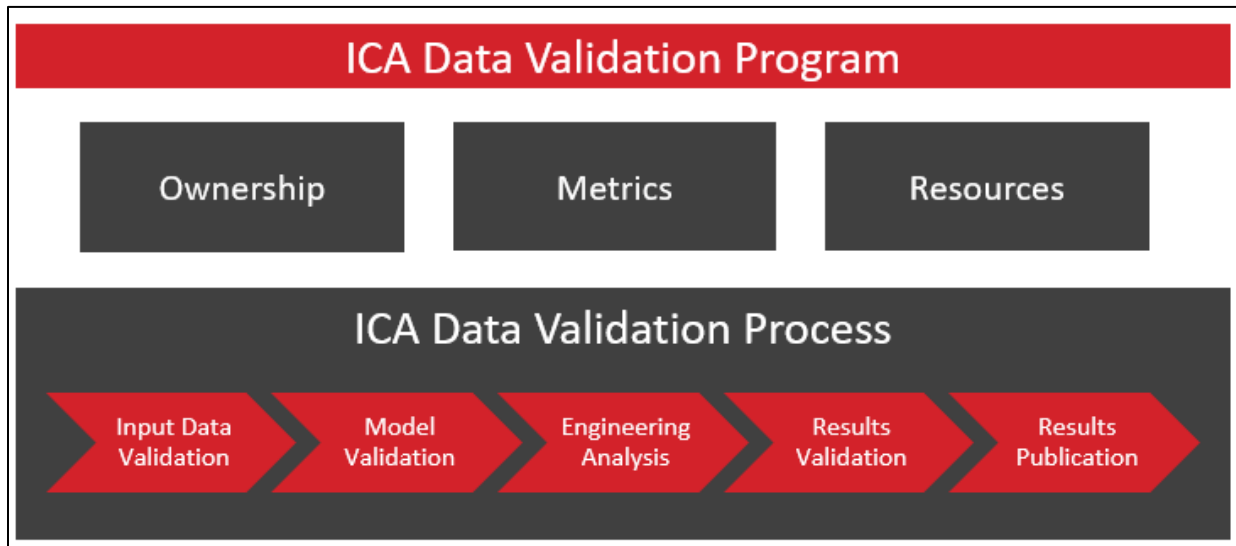 ICA Data Validation Program
Ownership
Metrics
Resources
ICA Data Validation Process
Input Data
Validation
Model
Validation
Engineering
Analysis
Results
Validation
Results
Publication